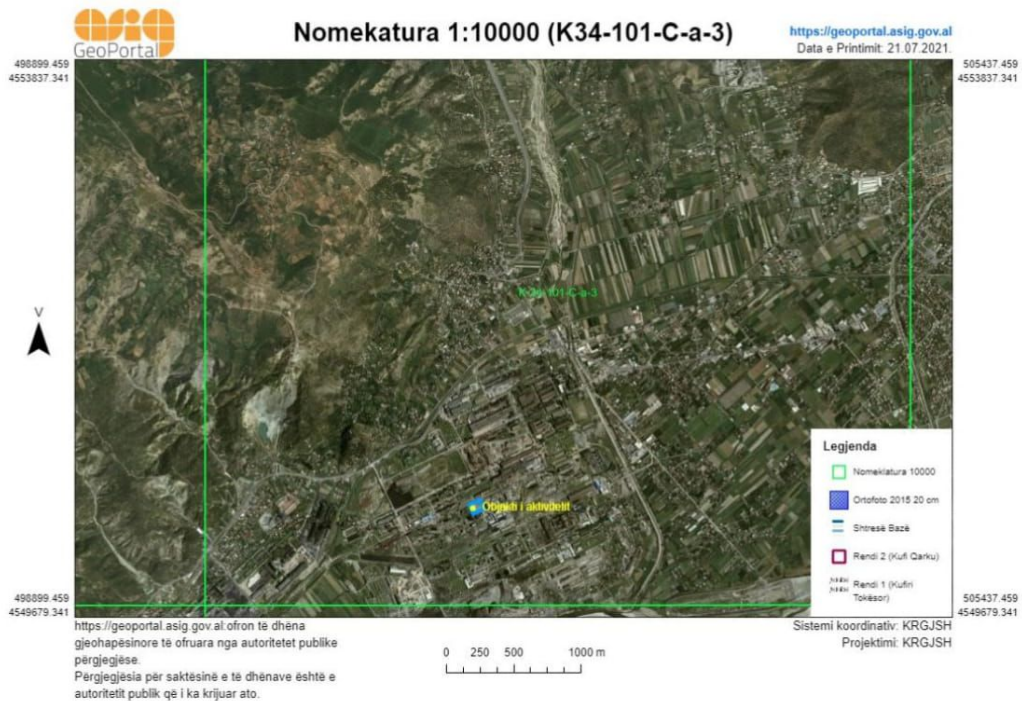 asig
GeoPortal
Nomekatura 1:10000 (K34-101-C-a-3)
https://geoportal.asig.gov.al
Data e Printimit: 21.07.2021.
498899.459
4553837.341
505437.459
4553837.341
V
K-34-101-C-a-3
Objekti i aktivitetit
Legjenda
Nomeklatura 10000
Ortofoto 2015 20 cm
Shtresë Bazë
Rendi 2 (Kufi Qarku)
Rendi 1 (Kufiri
Tokësor)
498899.459
4549679.341
505437.459
4549679.341
https://geoportal.asig.gov.al:ofron të dhëna
gjeohapësinore të ofruara nga autoritetet publike
përgjegjëse.
Përgjegjësia për saktësinë e të dhënave është e
autoritetit publik që i ka krijuar ato.
0 250 500 1000 m
Sistemi koordinativ: KRGJSH
Projektimi: KRGJSH